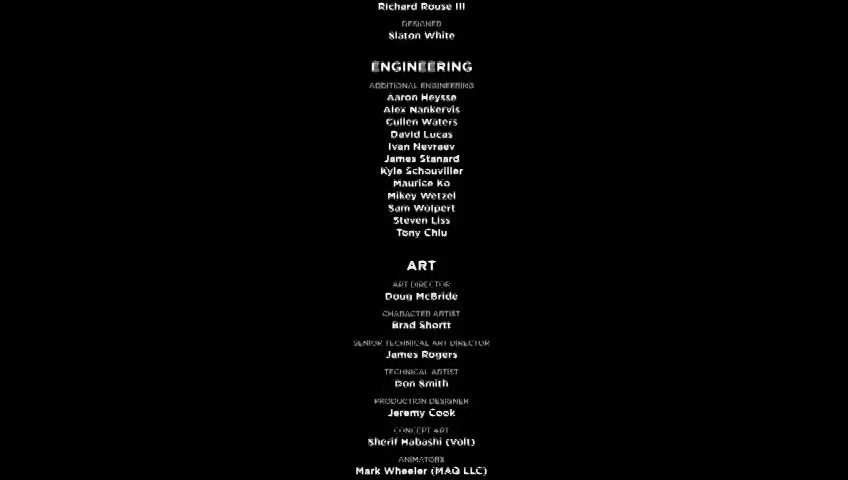 Richard Rouse III
DESIGNER
Slaton White
ENGINEERING
ADDITIONAL ENGINEERING
Aaron Heysse
Alex Nankervis
Cullen Waters
David Lucas
Ivan Nevraev
James Stanard
Kyle Schouviller
Maurice Ko
Mikey Wetzel
Sam Wolpert
Steven Liss
Tony Chiu
ART
ART DIRECTOR
Doug McBride
CHARACTER ARTIST
Brad Shortt
SENIOR TECHNICAL ART DIRECTOR
James Rogers
TECHNICAL ARTIST
Don Smith
PRODUCTION DESIGNER
Jeremy Cook
CONCEPT ART
Sherif Habashi (Volt)
ANIMATORS
Mark Wheeler (MAQ LLC)